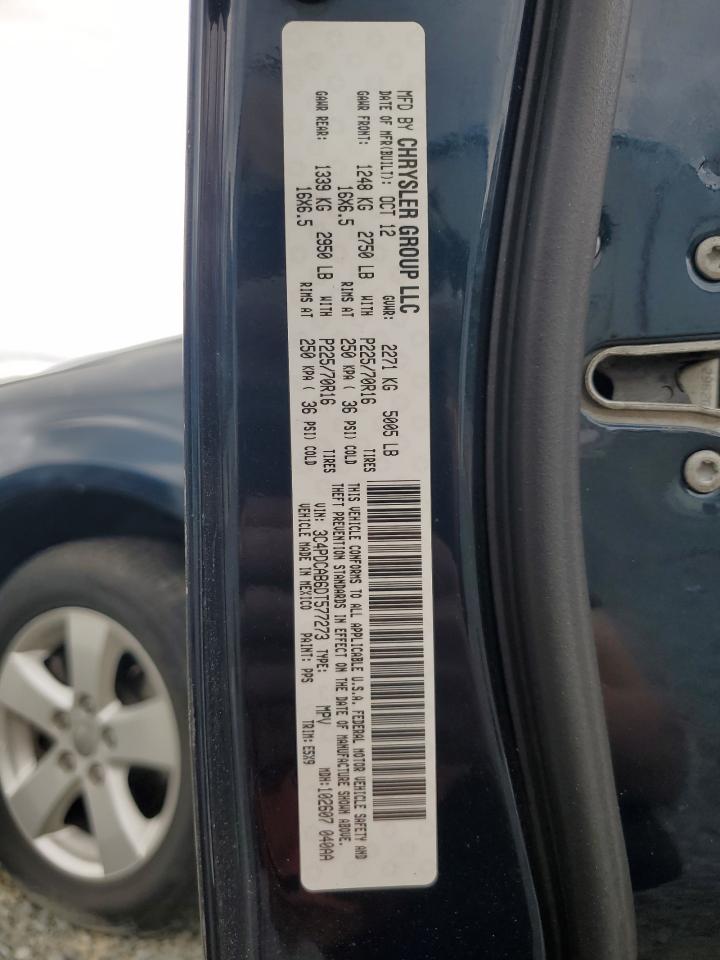 MFD BY CHRYSLER GROUP LLC
DATE OF MFR(BUILT): OCT 12 GVWR: 2271 KG 5005 LB
GAWR FRONT: 1248 KG 2750 LB WITH P225/70R16 TIRES
16X6.5 RIMS AT 250 KPA ( 36 PSI) COLD
GAWR REAR: 1339 KG 2950 LB WITH P225/70R16 TIRES
16X6.5 RIMS AT 250 KPA ( 36 PSI) COLD
THIS VEHICLE CONFORMS TO ALL APPLICABLE U.S.A. FEDERAL MOTOR VEHICLE SAFETY AND
THEFT PREVENTION STANDARDS IN EFFECT ON THE DATE OF MANUFACTURE SHOWN ABOVE.
VIN: 3C4PDCAB6DT577273 TYPE: MPV MDH:102607 040AA
VEHICLE MADE IN MEXICO PAINT: PPS TRIM: E5X9